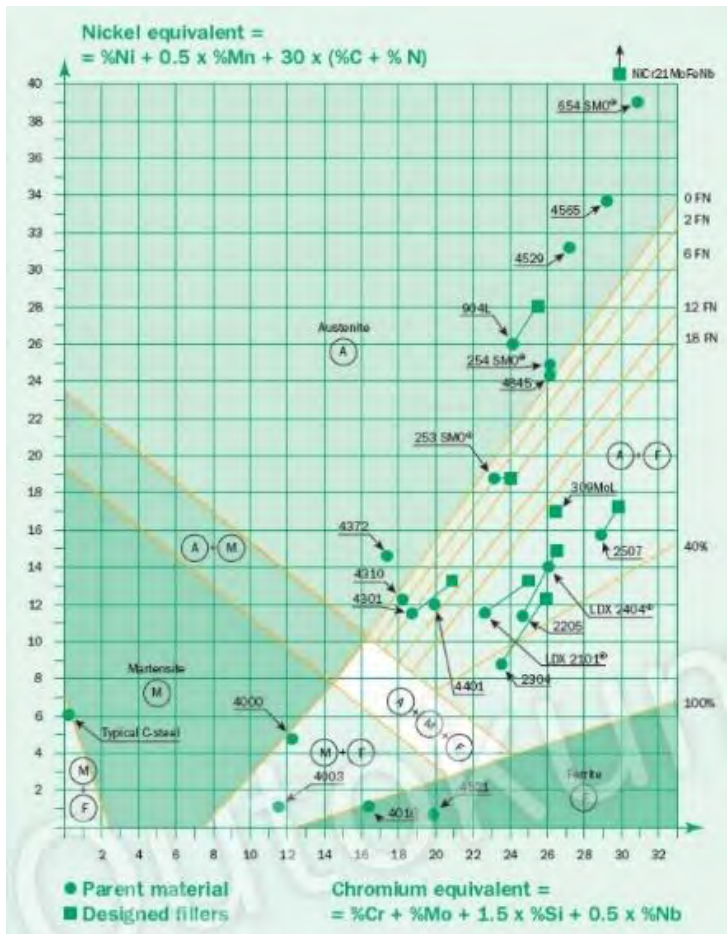 Nickel equivalent =
= %Ni + 0.5 x %Mn + 30 x (%C + % N)
40
38
36
34
32
30
28
26
24
22
20
18
16
14
12
10
8
6
4
2
NiCr21MoFeNb
654 SMO®
4565
4529
904L
254 SMO®
4845
253 SMO®
309MoL
2507
4372
4310
4301
4401
LDX 2404®
2205
LDX 2101®
2304
4000
4003
4016
4521
Typical C-steel
Austenite
A
A + M
Martensite
M
M + F
M + F
A + M + F
A + F
Ferrite
F
0 FN
2 FN
6 FN
12 FN
18 FN
40%
100%
2 4 6 8 10 12 14 16 18 20 22 24 26 28 30 32
Parent material
Designed fillers
Chromium equivalent =
= %Cr + %Mo + 1.5 x %Si + 0.5 x %Nb